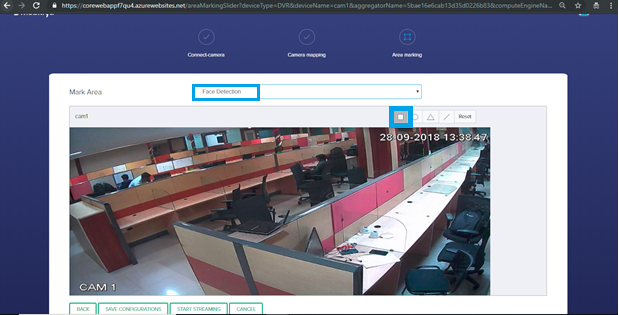 https://corewebappf7qu4.azurewebsites.net/areaMarkingSlider?deviceType=DVR&deviceName=cam1&aggregatorName=5bae16e6catr13d35d0226b83&computeEngineNa...
Connect-camera Camera mapping Area marking
Mark Area Face Detection
cam1 Reset
28-09-2018 13:38:47
CAM 1
BACK SAVE CONFIGURATIONS START STREAMING CANCEL